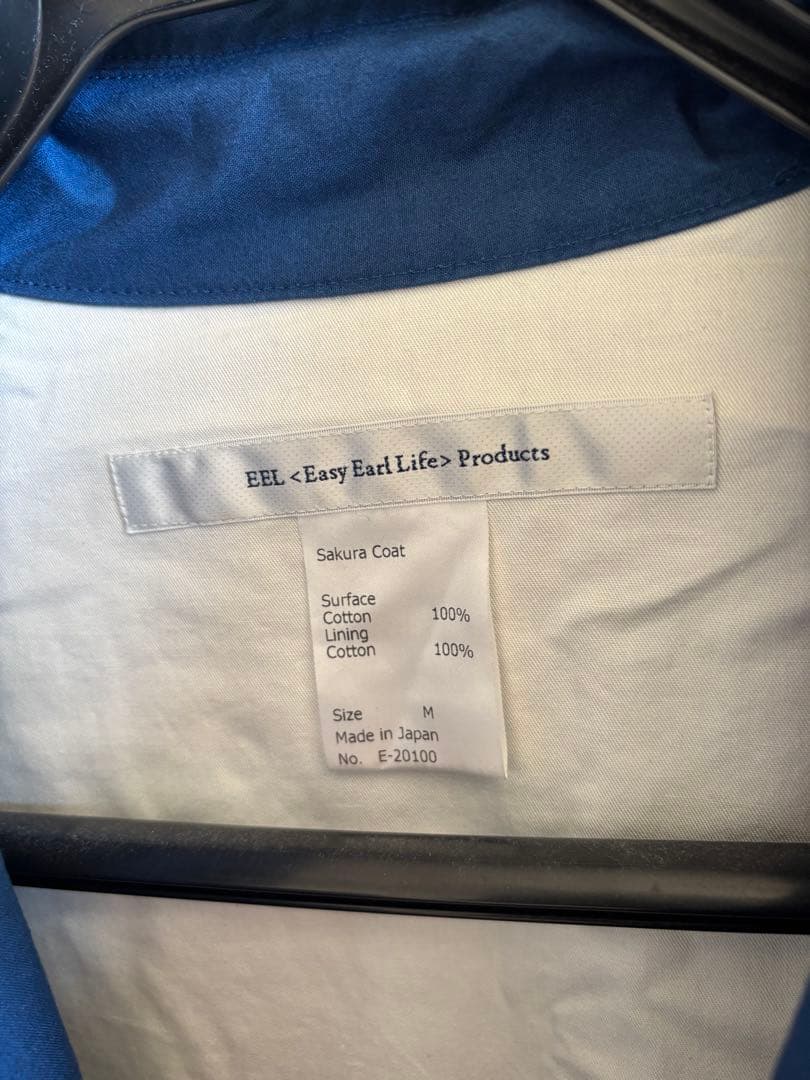 EEL <Easy Earl Life> Products
Sakura Coat
Surface
Cotton 100%
Lining
Cotton 100%
Size M
Made in Japan
No. E-20100